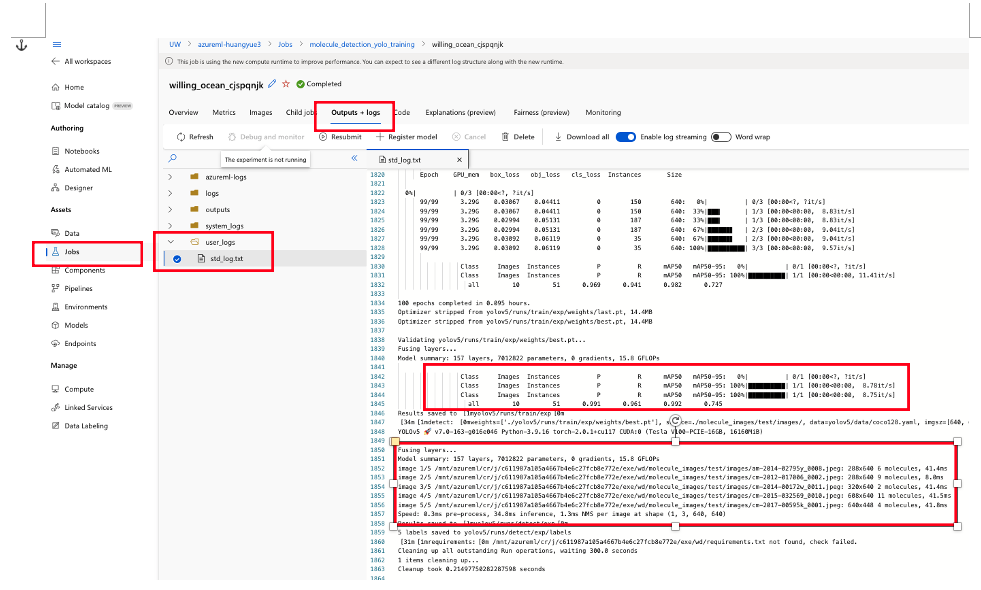 UW > azureml-huangyue3 > Jobs > molecule_detection_yolo_training > willing_ocean_cjspqnjk
This job is using the new compute runtime to improve performance. You can expect to see a different log structure along with the new runtime.
All workspaces
Home
Model catalog PREVIEW
Authoring
Notebooks
Automated ML
Designer
Assets
Data
Jobs
Components
Pipelines
Environments
Models
Endpoints
Manage
Compute
Linked Services
Data Labeling
willing_ocean_cjspqnjk Completed
Overview Metrics Images Child jobs Outputs + logs Code Explanations (preview) Fairness (preview) Monitoring
Refresh Debug and monitor Resubmit Register model Cancel Delete Download all Enable log streaming Word wrap
The experiment is not running
azureml-logs
logs
outputs
system_logs
user_logs
std_log.txt
std_log.txt
1820 Epoch GPU_mem box_loss obj_loss cls_loss Instances Size
1821
1822 0%| | 0/3 [00:00<?, ?it/s]
1823 99/99 3.29G 0.03067 0.04411 0 150 640: 0%| | 0/3 [00:00<?, ?it/s]
1824 99/99 3.29G 0.03067 0.04411 0 150 640: 33%| | 1/3 [00:00<00:00, 8.83it/s]
1825 99/99 3.29G 0.02994 0.05131 0 187 640: 33%| | 1/3 [00:00<00:00, 8.83it/s]
1826 99/99 3.29G 0.02994 0.05131 0 187 640: 67%| | 2/3 [00:00<00:00, 9.04it/s]
1827 99/99 3.29G 0.03092 0.06119 0 35 640: 67%| | 2/3 [00:00<00:00, 9.04it/s]
1828 99/99 3.29G 0.03092 0.06119 0 35 640: 100%| | 3/3 [00:00<00:00, 9.57it/s]
1829
1830 Class Images Instances P R mAP50 mAP50-95: 0%| | 0/1 [00:00<?, ?it/s]
1831 Class Images Instances P R mAP50 mAP50-95: 100%| | 1/1 [00:00<00:00, 11.41it/s]
1832 all 10 51 0.969 0.941 0.982 0.727
1833
1834 100 epochs completed in 0.095 hours.
1835 Optimizer stripped from yolov5/runs/train/exp/weights/last.pt, 14.4MB
1836 Optimizer stripped from yolov5/runs/train/exp/weights/best.pt, 14.4MB
1837
1838 Validating yolov5/runs/train/exp/weights/best.pt...
1839 Fusing layers...
1840 Model summary: 157 layers, 7012822 parameters, 0 gradients, 15.8 GFLOPs
1841
1842 Class Images Instances P R mAP50 mAP50-95: 0%| | 0/1 [00:00<?, ?it/s]
1843 Class Images Instances P R mAP50 mAP50-95: 100%| | 1/1 [00:00<00:00, 8.78it/s]
1844 Class Images Instances P R mAP50 mAP50-95: 100%| | 1/1 [00:00<00:00, 8.75it/s]
1845 all 10 51 0.991 0.961 0.992 0.745
1846 Results saved to [1myolov5/runs/train/exp[0m
1847 [34m[1mdetect: [0mweights=['./yolov5/runs/train/exp/weights/best.pt'], /molecule_images/test/images/, data=yolov5/data/coco128.yaml, imgsz=[640,
1848 YOLOv5 🚀 v7.0-163-g016e046 Python-3.9.16 torch-2.0.1+cu117 CUDA:0 (Tesla V100-PCIE-16GB, 16160MiB)
1849
1850 Fusing layers...
1851 Model summary: 157 layers, 7012822 parameters, 0 gradients, 15.8 GFLOPs
1852 image 1/5 /mnt/azureml/cr/j/c611987a105a4667b4e6c27fcb8e772e/exe/wd/molecule_images/test/images/am-2014-02795y_0008.jpeg: 288x640 6 molecules, 41.4ms
1853 image 2/5 /mnt/azureml/cr/j/c611987a105a4667b4e6c27fcb8e772e/exe/wd/molecule_images/test/images/cm-2012-017006_0002.jpeg: 288x640 9 molecules, 8.0ms
1854 image 3/5 /mnt/azureml/cr/j/c611987a105a4667b4e6c27fcb8e772e/exe/wd/molecule_images/test/images/cm-2014-00172w_0011.jpeg: 320x640 2 molecules, 41.4ms
1855 image 4/5 /mnt/azureml/cr/j/c611987a105a4667b4e6c27fcb8e772e/exe/wd/molecule_images/test/images/cm-2015-032569_0010.jpeg: 608x640 11 molecules, 41.5ms
1856 image 5/5 /mnt/azureml/cr/j/c611987a105a4667b4e6c27fcb8e772e/exe/wd/molecule_images/test/images/cm-2017-00595k_0001.jpeg: 640x448 4 molecules, 41.8ms
1857 Speed: 0.3ms pre-process, 34.8ms inference, 1.3ms NMS per image at shape (1, 3, 640, 640)
1858 Results saved to [1myolov5/runs/detect/exp[0m
1859 5 labels saved to yolov5/runs/detect/exp/labels
1860 [31m[1mrequirements:[0m /mnt/azureml/cr/j/c611987a105a4667b4e6c27fcb8e772e/exe/wd/requirements.txt not found, check failed.
1861 Cleaning up all outstanding Run operations, waiting 300.0 seconds
1862 1 items cleaning up...
1863 Cleanup took 0.21497750282287598 seconds
1864